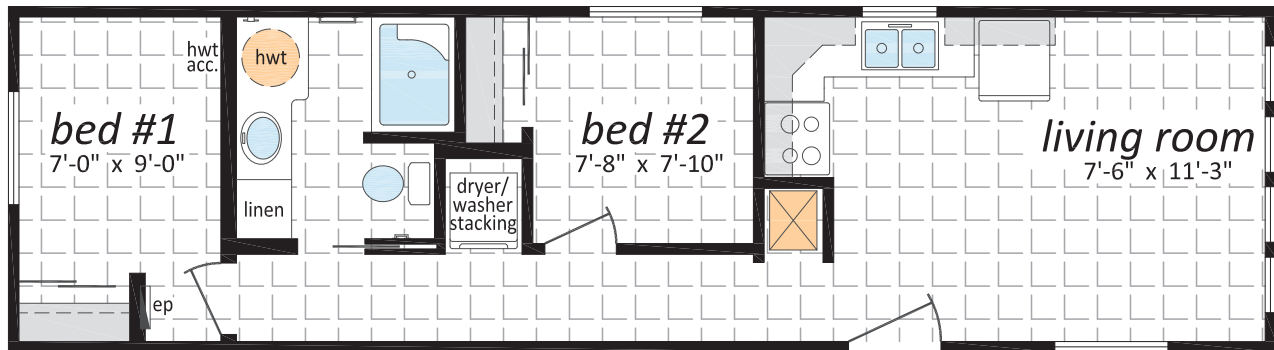 hwt
acc.
hwt
bed #1
7'-0" x 9'-0"
linen
ep
dryer/
washer
stacking
bed #2
7'-8" x 7'-10"
living room
7'-6" x 11'-3"